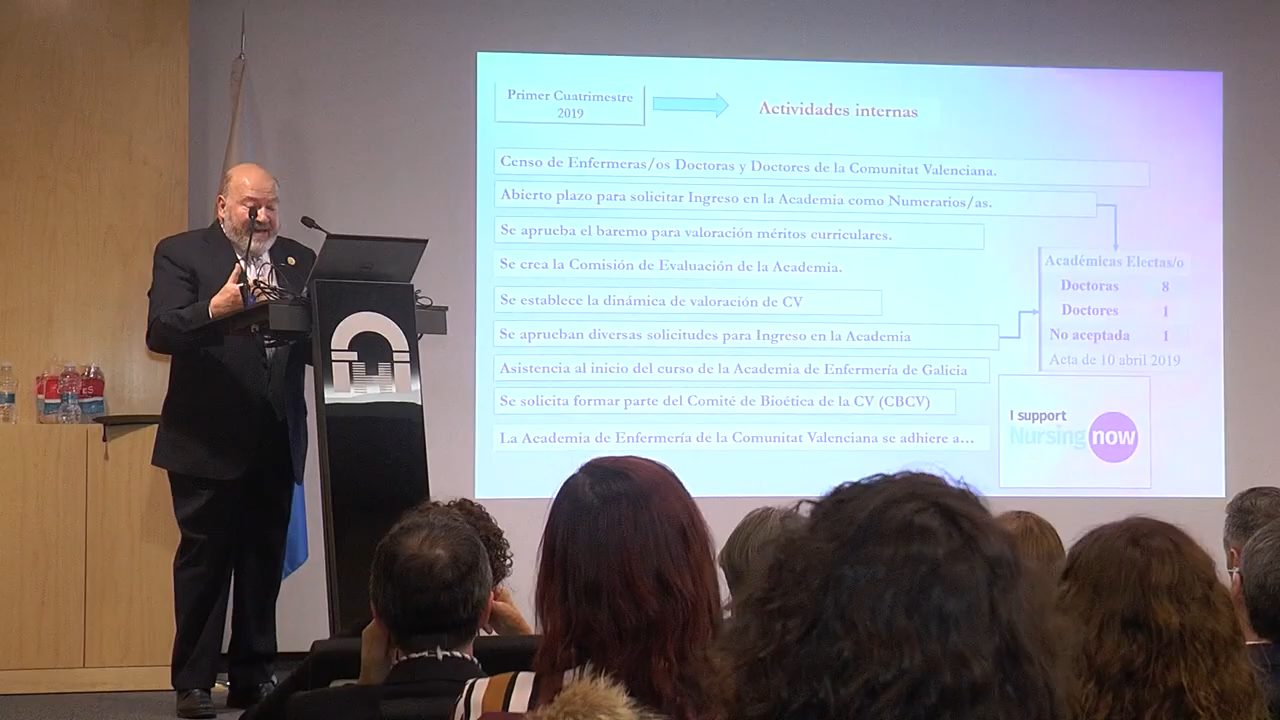 Primer Cuatrimestre
2019
Actividades internas
Censo de Enfermeras/os Doctoras y Doctores de la Comunitat Valenciana.
Abierto plazo para solicitar Ingreso en la Academia como Numerarios/as.
Se aprueba el baremo para valoración méritos curriculares.
Se crea la Comisión de Evaluación de la Academia.
Se establece la dinámica de valoración de CV
Se aprueban diversas solicitudes para Ingreso en la Academia
Asistencia al inicio del curso de la Academia de Enfermería de Galicia
Se solicita formar parte del Comité de Bioética de la CV (CBCV)
La Academia de Enfermería de la Comunitat Valenciana se adhiere a...
Académicas Electas/o
Doctoras 8
Doctores 1
No aceptada 1
Acta de 10 abril 2019
I support
Nursing now